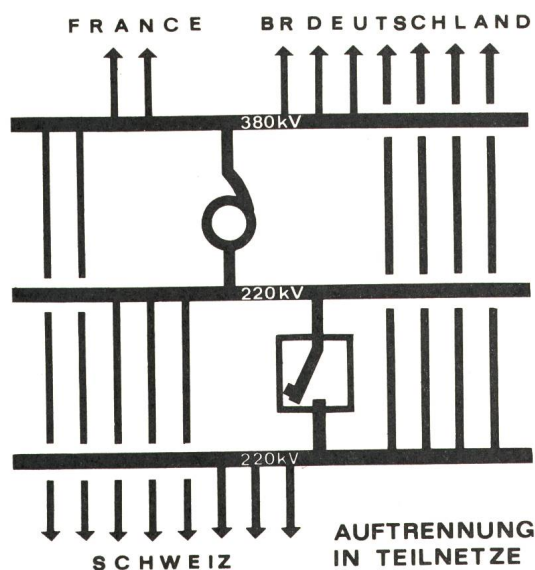 FRANCE BR DEUTSCHLAND
380kV
220kV
220kV
SCHWEIZ
AUFTRENNUNG
IN TEILNETZE